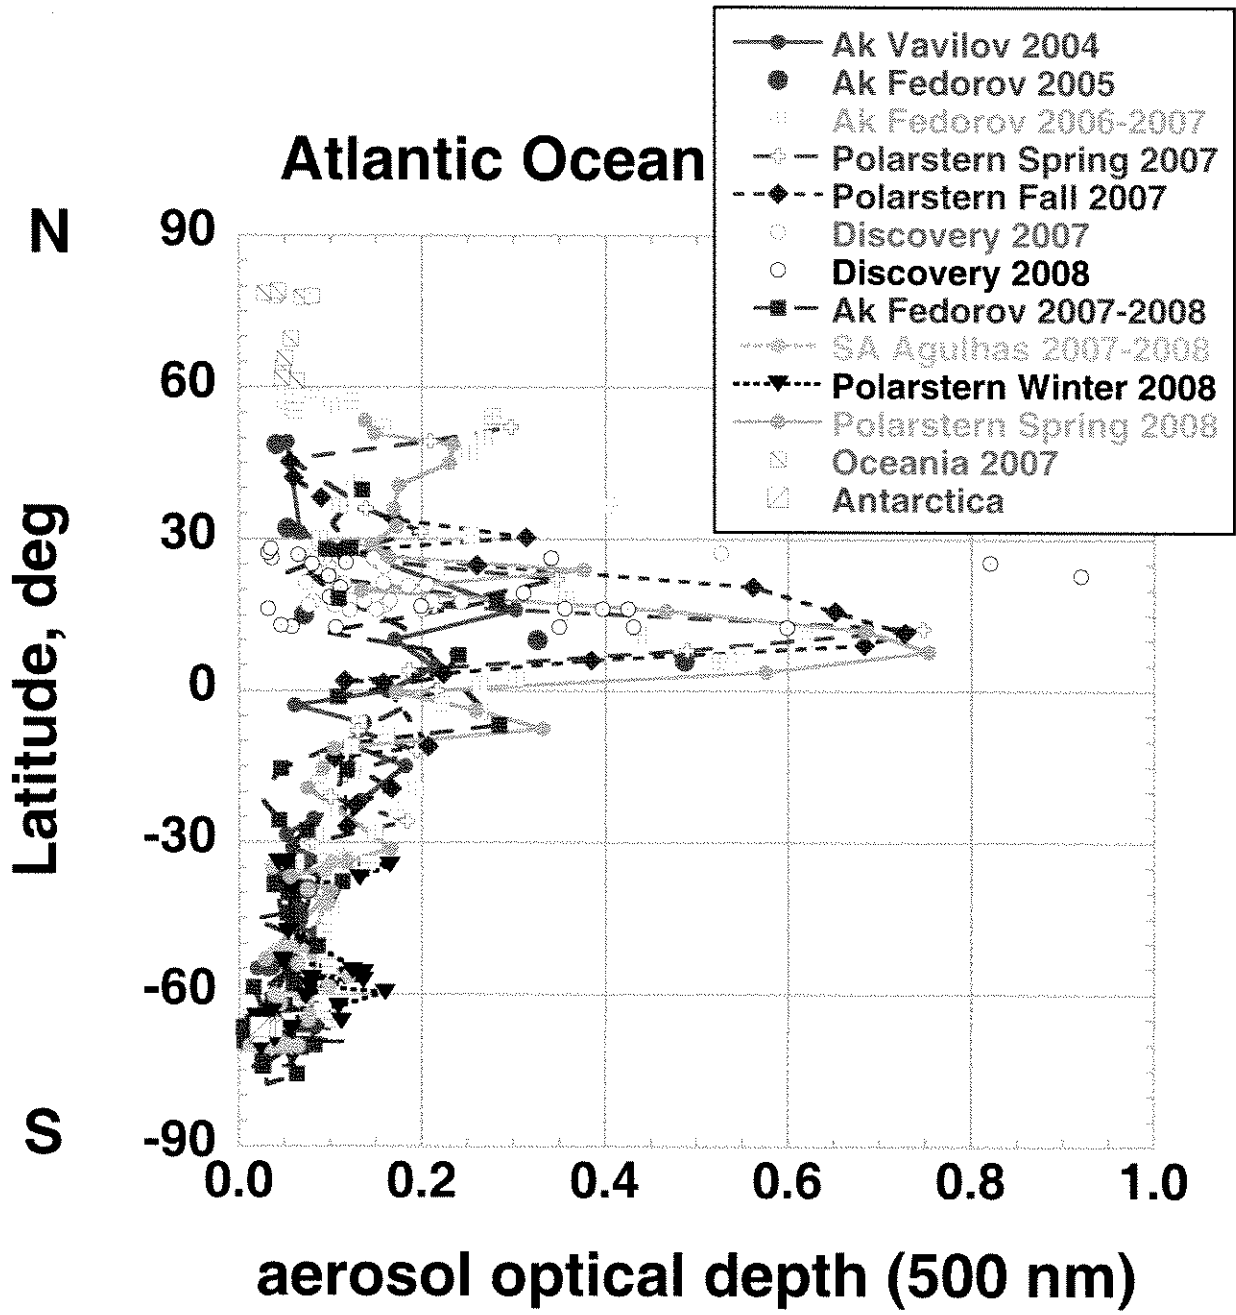 Ak Vavilov 2004
Ak Fedorov 2005
Ak Fedorov 2006-2007
Polarstern Spring 2007
Polarstern Fall 2007
Discovery 2007
Discovery 2008
Ak Fedorov 2007-2008
SA Agulhas 2007-2008
Polarstern Winter 2008
Polarstern Spring 2008
Oceania 2007
Antarctica
Atlantic Ocean
N
90
60
30
0
-30
-60
S
-90
Latitude, deg
0.0 0.2 0.4 0.6 0.8 1.0
aerosol optical depth (500 nm)